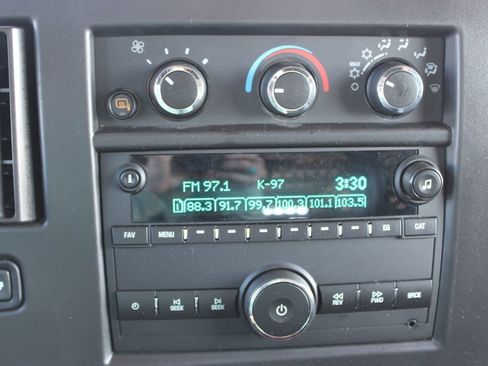 MAX
FM 97.1 K-97 3:30
1 88.3 91.7 99.7 100.3 101.1 103.5
FAV MENU EQ CAT
SEEK SEEK REV FWD SRCE